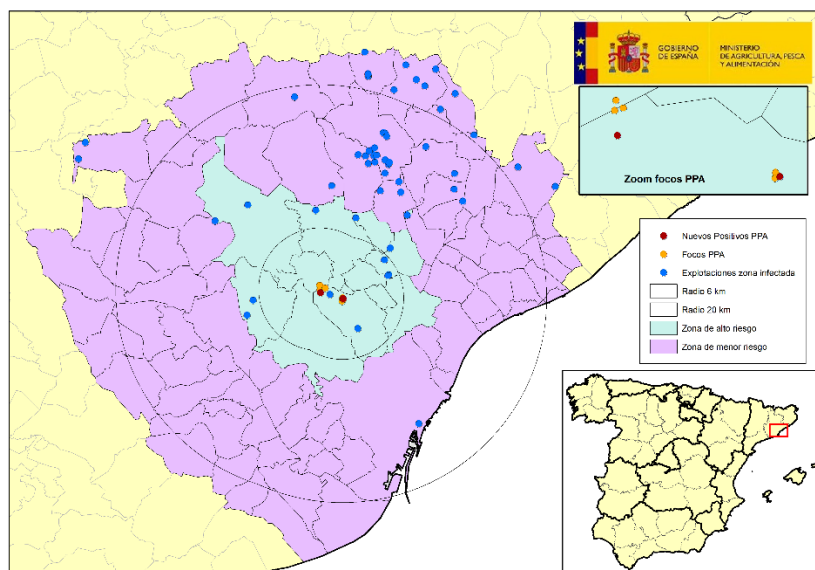 GOBIERNO
DE ESPAÑA
MINISTERIO
DE AGRICULTURA, PESCA
Y ALIMENTACIÓN
Zoom focos PPA
Nuevos Positivos PPA
Focos PPA
Explotaciones zona infectada
Radio 6 km
Radio 20 km
Zona de alto riesgo
Zona de menor riesgo